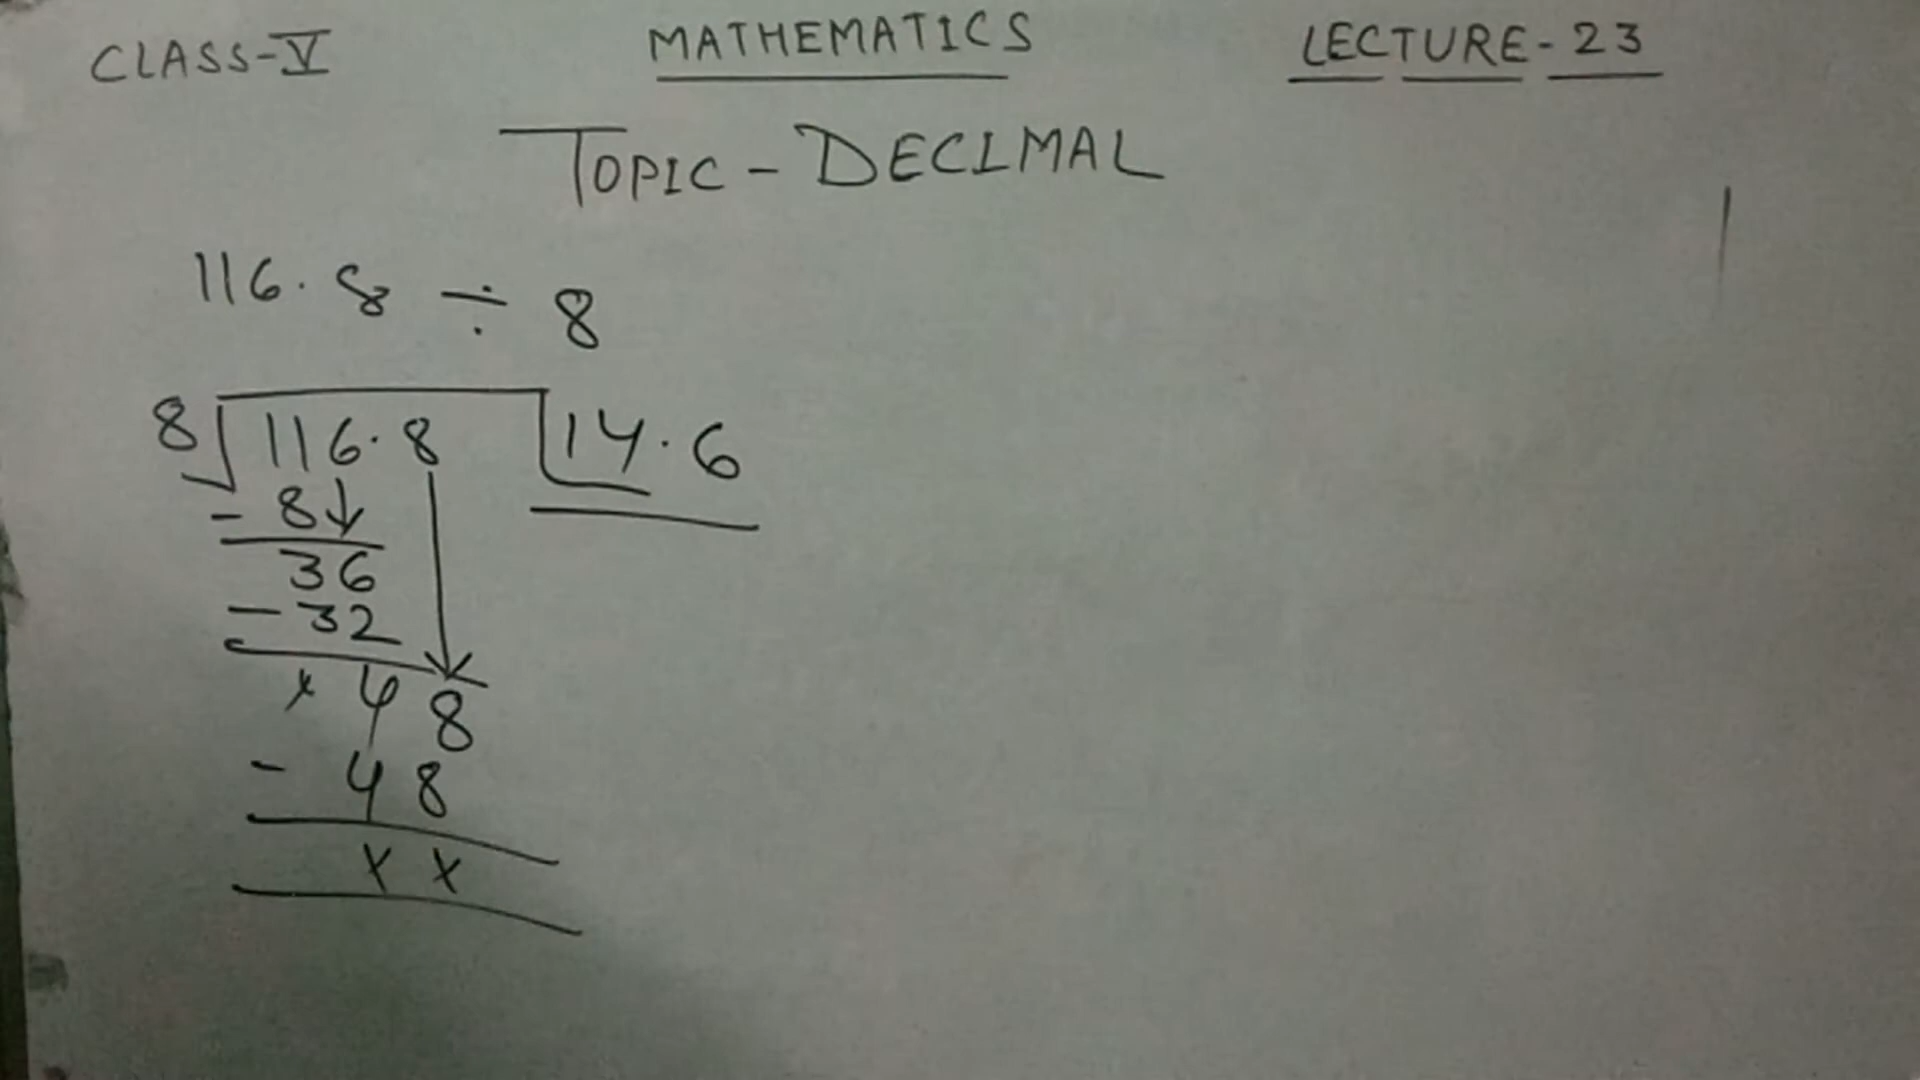 CLASS-V MATHEMATICS LECTURE-23
TOPIC - DECIMAL
116.8 ÷ 8
8 116.8 14.6
- 8
36
- 32
x 48
- 48
x x